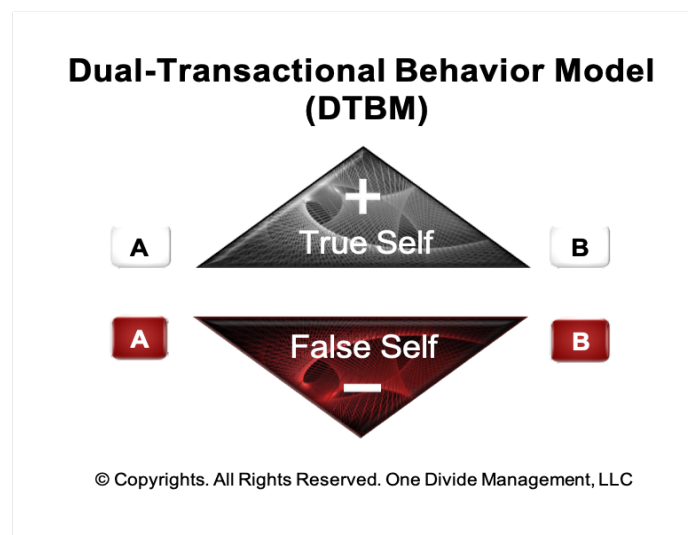 Dual-Transactional Behavior Model
(DTBM)
+
True Self
A
B
A
False Self
B
−
© Copyrights. All Rights Reserved. One Divide Management, LLC